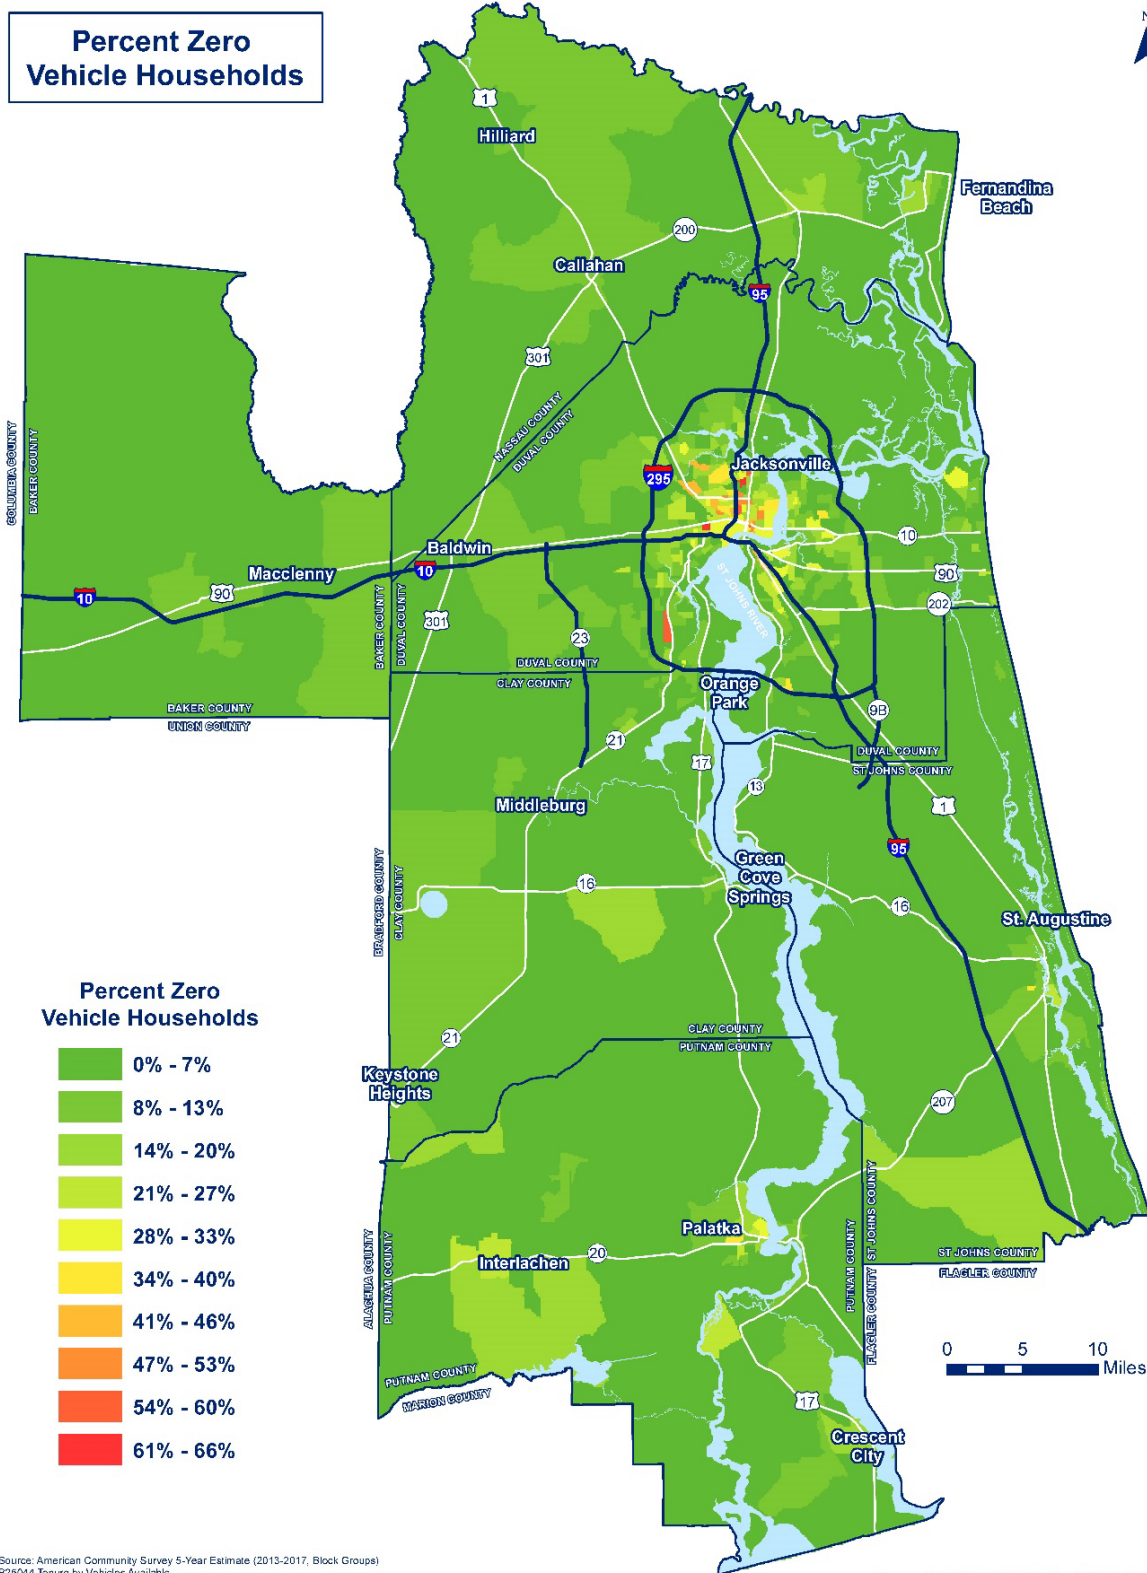 Percent Zero
Vehicle Households
N
1
Hilliard
95
Fernandina
Beach
200
Callahan
301
NASSAU COUNTY
DUVAL COUNTY
COLUMBIA COUNTY
BAKER COUNTY
295
Jacksonville
10
Baldwin
10
Macclenny
90
10
90
ST JOHNS RIVER
202
301
23
BAKER COUNTY
DUVAL COUNTY
DUVAL COUNTY
CLAY COUNTY
Orange
Park
BAKER COUNTY
UNION COUNTY
9B
21
17
DUVAL COUNTY
ST JOHNS COUNTY
13
Middleburg
1
95
Green
Cove
Springs
16
16
BRADFORD COUNTY
CLAY COUNTY
St. Augustine
Percent Zero
Vehicle Households
0% - 7%
8% - 13%
14% - 20%
21% - 27%
28% - 33%
34% - 40%
41% - 46%
47% - 53%
54% - 60%
61% - 66%
21
CLAY COUNTY
PUTNAM COUNTY
Keystone
Heights
207
Palatka
Interlachen
20
ALACHUA COUNTY
PUTNAM COUNTY
PUTNAM COUNTY
ST JOHNS COUNTY
FLAGLER COUNTY
ST JOHNS COUNTY
FLAGLER COUNTY
0 5 10
Miles
PUTNAM COUNTY
MARION COUNTY
17
Crescent
City
Source: American Community Survey 5-Year Estimate (2013-2017, Block Groups)
B25044 Tenure by Vehicles Available